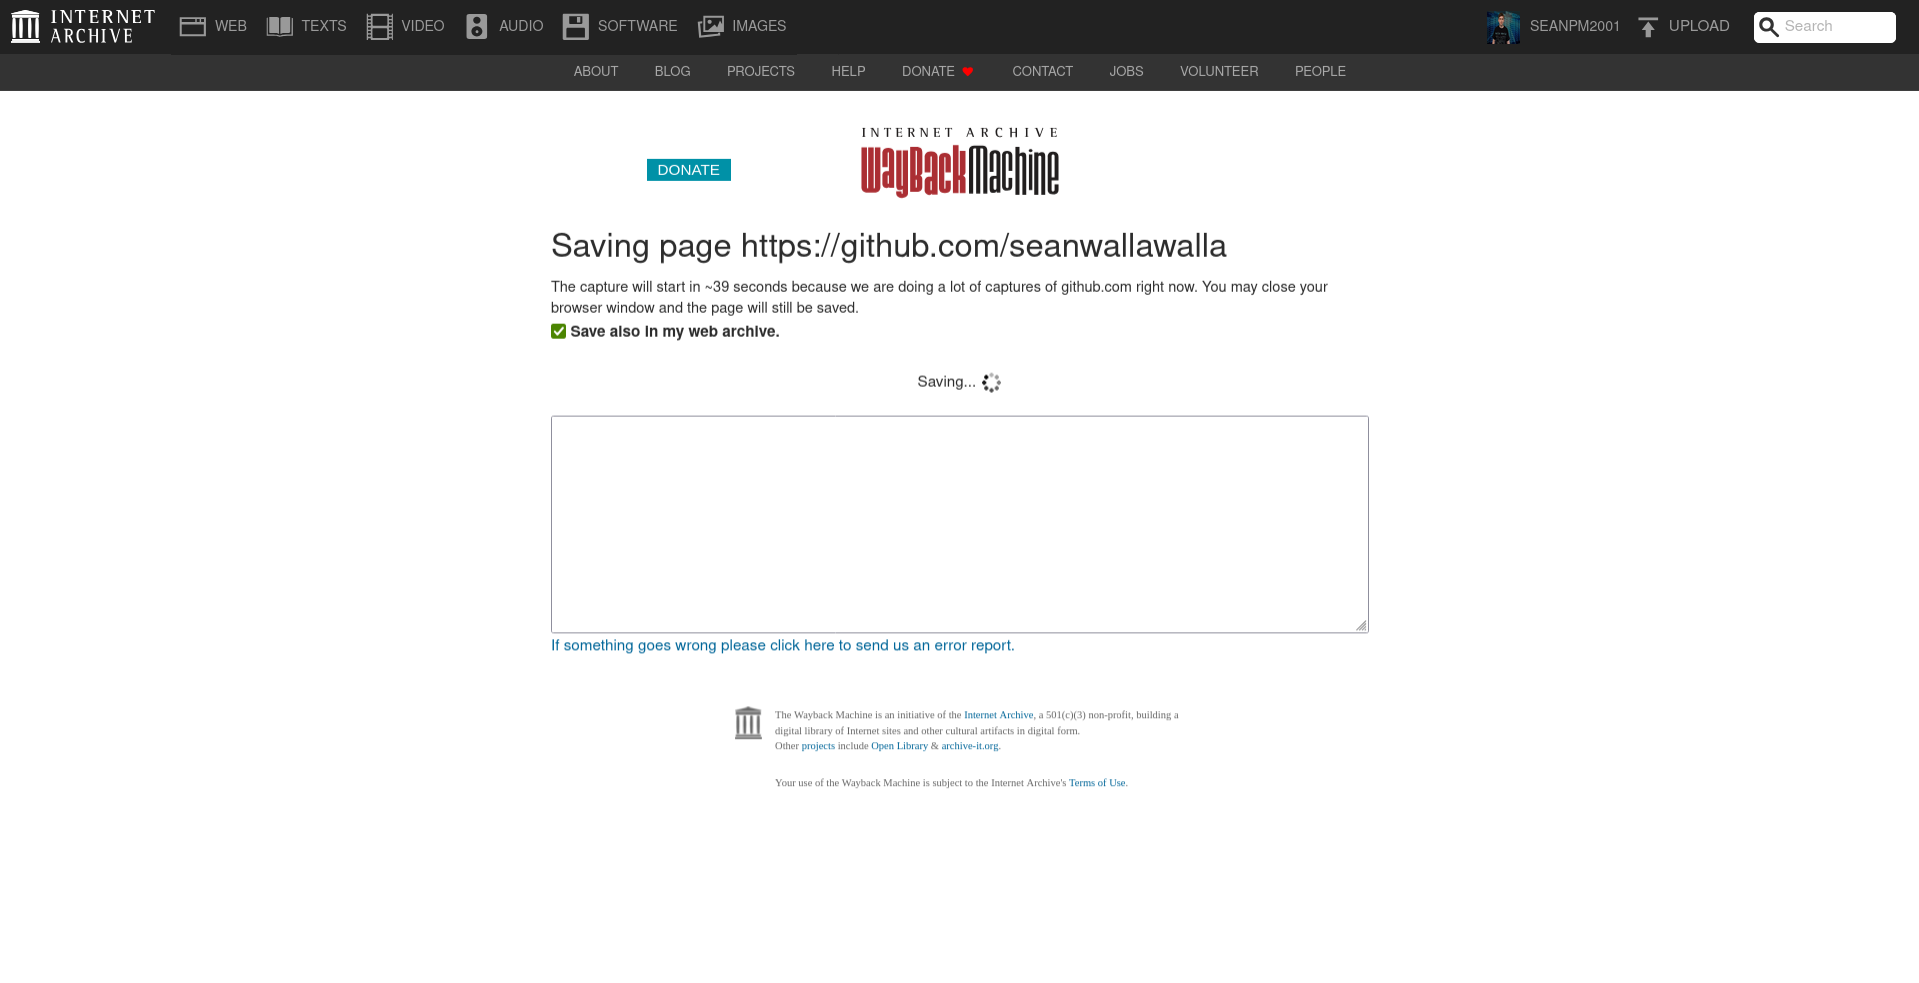 INTERNET ARCHIVE
WEB TEXTS VIDEO AUDIO SOFTWARE IMAGES SEANPM2001 UPLOAD Search
ABOUT BLOG PROJECTS HELP DONATE CONTACT JOBS VOLUNTEER PEOPLE
INTERNET ARCHIVE
WayBackMachine
DONATE
Saving page https://github.com/seanwallawalla
The capture will start in ~39 seconds because we are doing a lot of captures of github.com right now. You may close your
browser window and the page will still be saved.
Save also in my web archive.
Saving...
If something goes wrong please click here to send us an error report.
The Wayback Machine is an initiative of the Internet Archive, a 501(c)(3) non-profit, building a
digital library of Internet sites and other cultural artifacts in digital form.
Other projects include Open Library & archive-it.org.
Your use of the Wayback Machine is subject to the Internet Archive's Terms of Use.